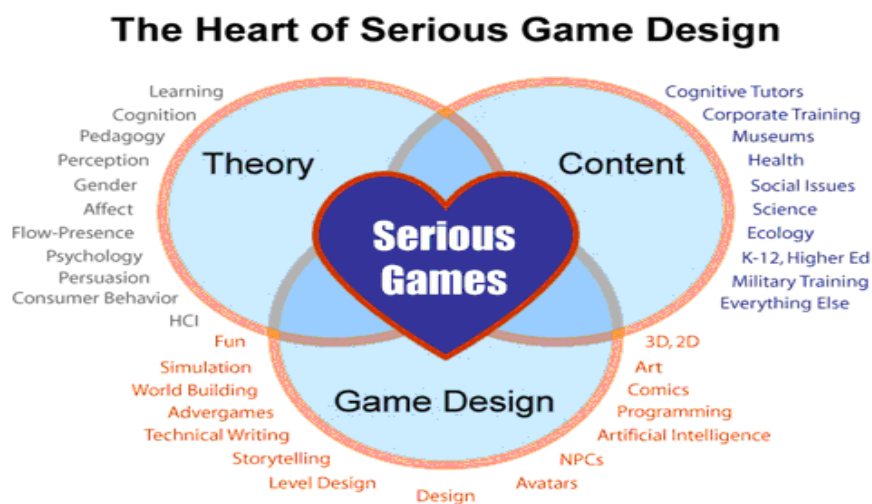 The Heart of Serious Game Design
Learning
Cognition
Pedagogy
Perception
Gender
Affect
Flow-Presence
Psychology
Persuasion
Consumer Behavior
HCI
Theory
Content
Cognitive Tutors
Corporate Training
Museums
Health
Social Issues
Science
Ecology
K-12, Higher Ed
Military Training
Everything Else
Serious
Games
Game Design
Fun
Simulation
World Building
Advergames
Technical Writing
Storytelling
Level Design
Design
Avatars
NPCs
Artificial Intelligence
Programming
Comics
Art
3D, 2D